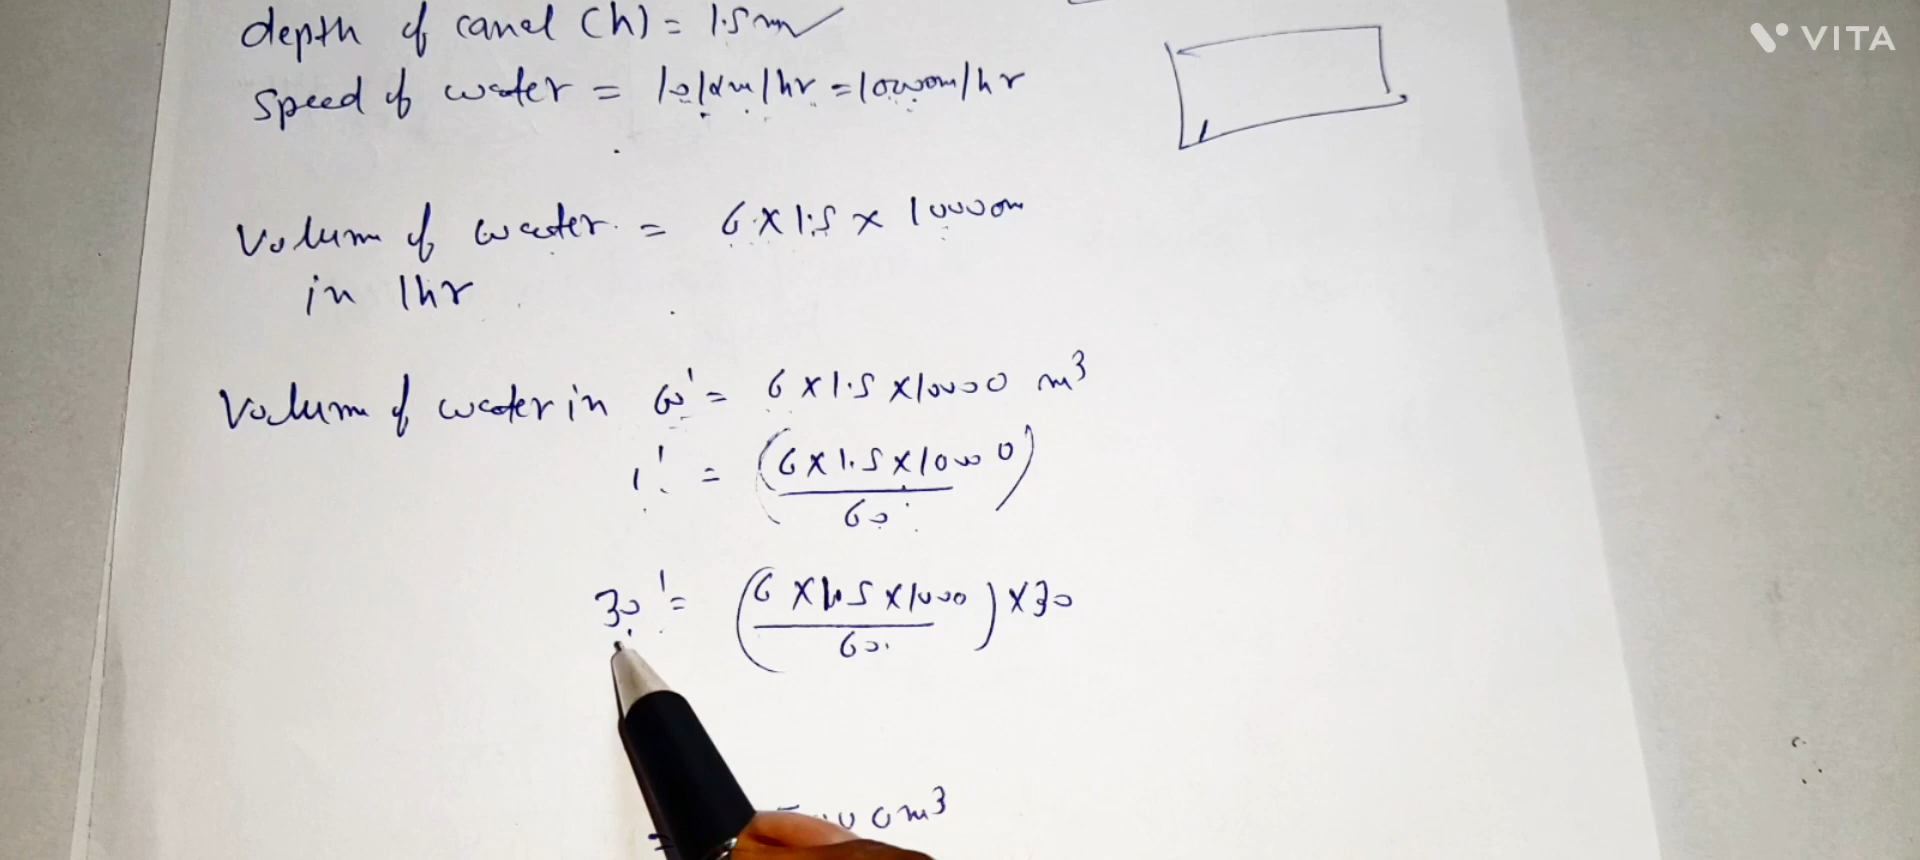 VITA
depth of canal (h) = 1.5m
speed of water = 10km/hr = 10000m/hr
Volum of water = 6 x 1.5 x 10000m
in 1hr
Volum of water in 60' = 6 x 1.5 x 10000 m³
1' = (6 x 1.5 x 10000)
60
30' = (6 x 1.5 x 10000) x 30
60
= 0 m³